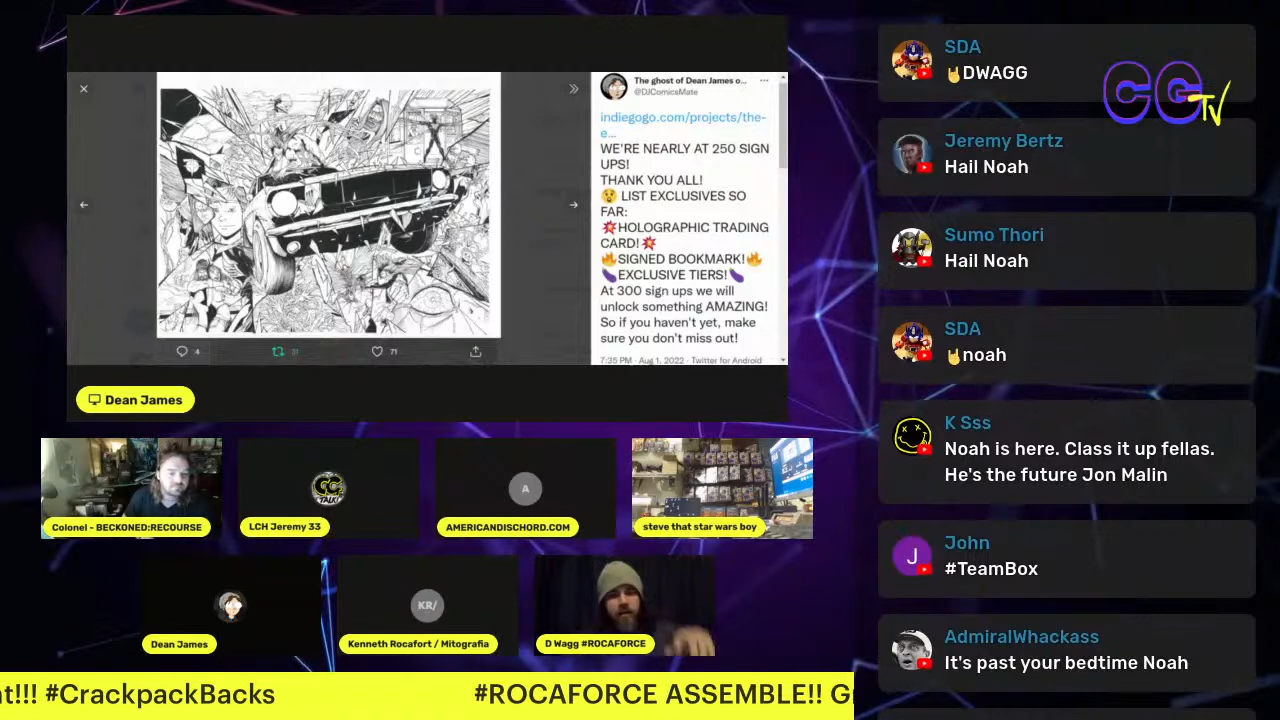 The ghost of Dean James o...
@DJComicsMate
indiegogo.com/projects/the-
e...
WE'RE NEARLY AT 250 SIGN
UPS!
THANK YOU ALL!
😲 LIST EXCLUSIVES SO
FAR:
💥HOLOGRAPHIC TRADING
CARD!💥
🔥SIGNED BOOKMARK!🔥
🍆EXCLUSIVE TIERS!🍆
At 300 sign ups we will
unlock something AMAZING!
So if you haven't yet, make
sure you don't miss out!
7:35 PM · Aug 1, 2022 · Twitter for Android
4
71
Dean James
Colonel - BECKONED:RECOURSE
CG
TALK!
LCH Jeremy 33
A
AMERICANDISCHORD.COM
steve that star wars boy
Dean James
KR/
Kenneth Rocafort / Mitografia
D Wagg #ROCAFORCE
at!!! #CrackpackBacks
#ROCAFORCE ASSEMBLE!! G
CG TV
SDA
🤘DWAGG
Jeremy Bertz
Hail Noah
Sumo Thori
Hail Noah
SDA
🤘noah
K Sss
Noah is here. Class it up fellas.
He's the future Jon Malin
J
John
#TeamBox
AdmiralWhackass
It's past your bedtime Noah